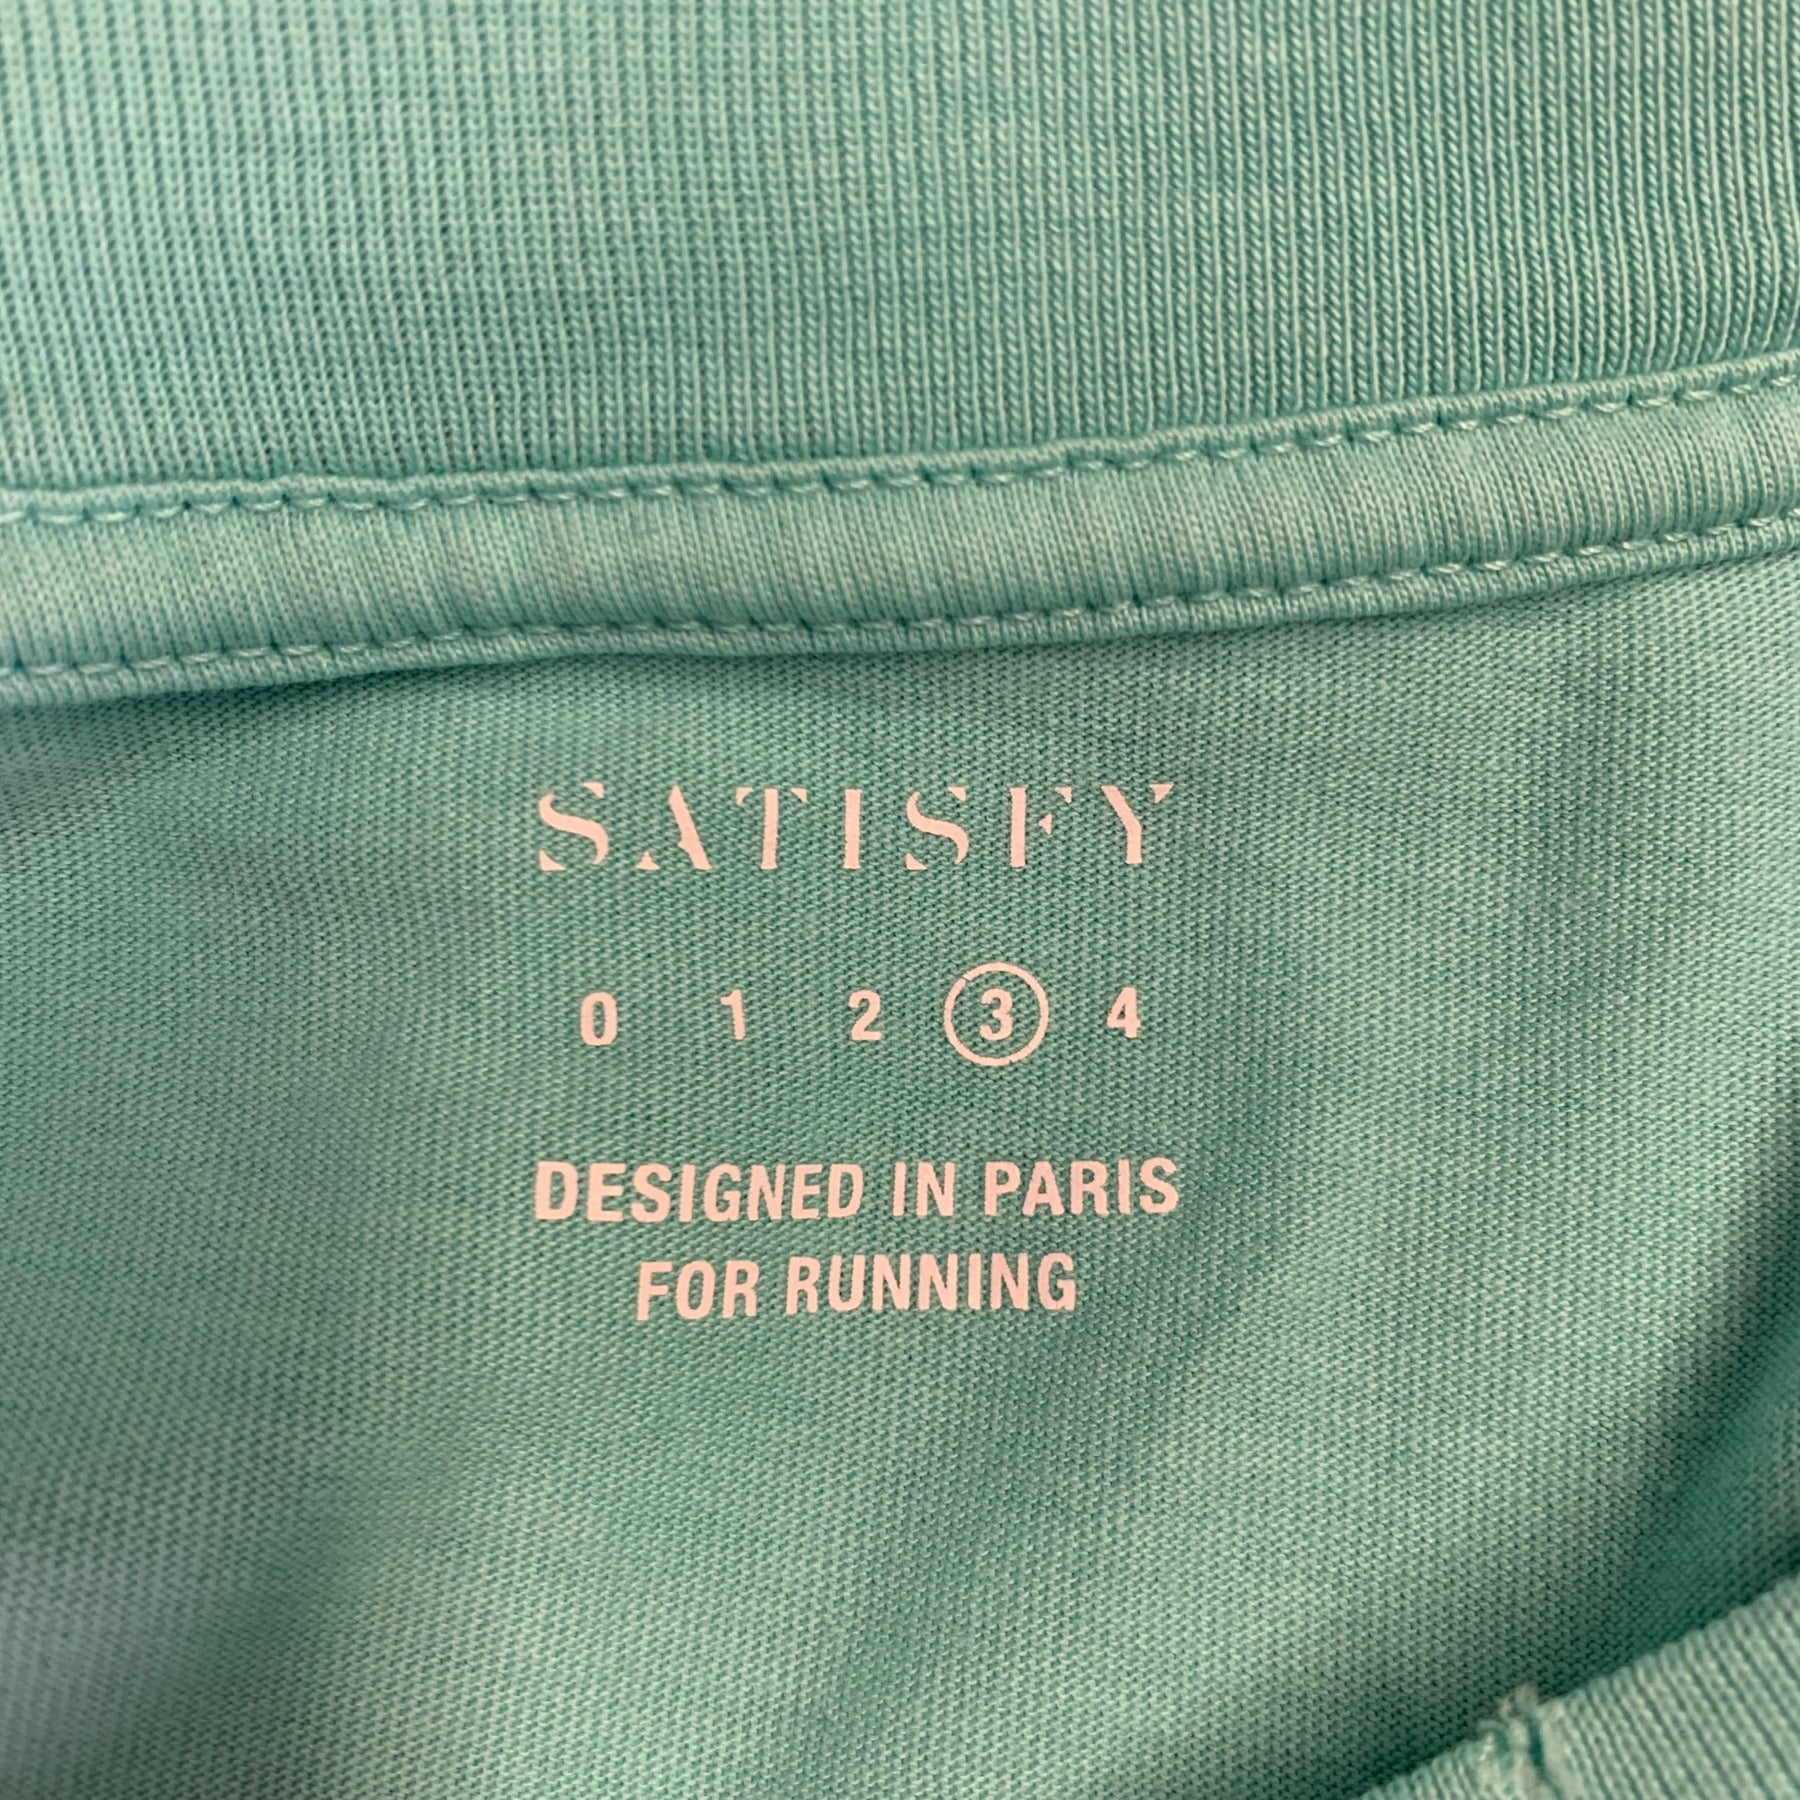 SATISFY
0 1 2 3 4
DESIGNED IN PARIS
FOR RUNNING